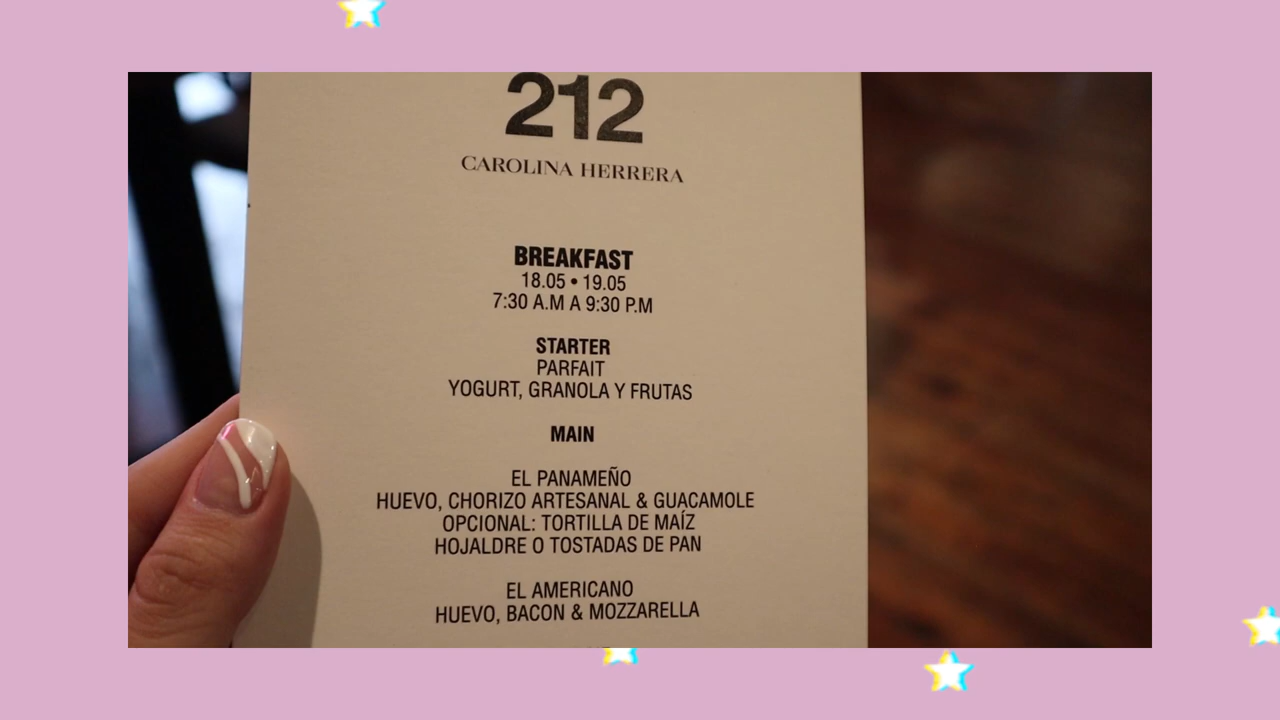 212
CAROLINA HERRERA
BREAKFAST
18.05 • 19.05
7:30 A.M A 9:30 P.M
STARTER
PARFAIT
YOGURT, GRANOLA Y FRUTAS
MAIN
EL PANAMEÑO
HUEVO, CHORIZO ARTESANAL & GUACAMOLE
OPCIONAL: TORTILLA DE MAÍZ
HOJALDRE O TOSTADAS DE PAN
EL AMERICANO
HUEVO, BACON & MOZZARELLA